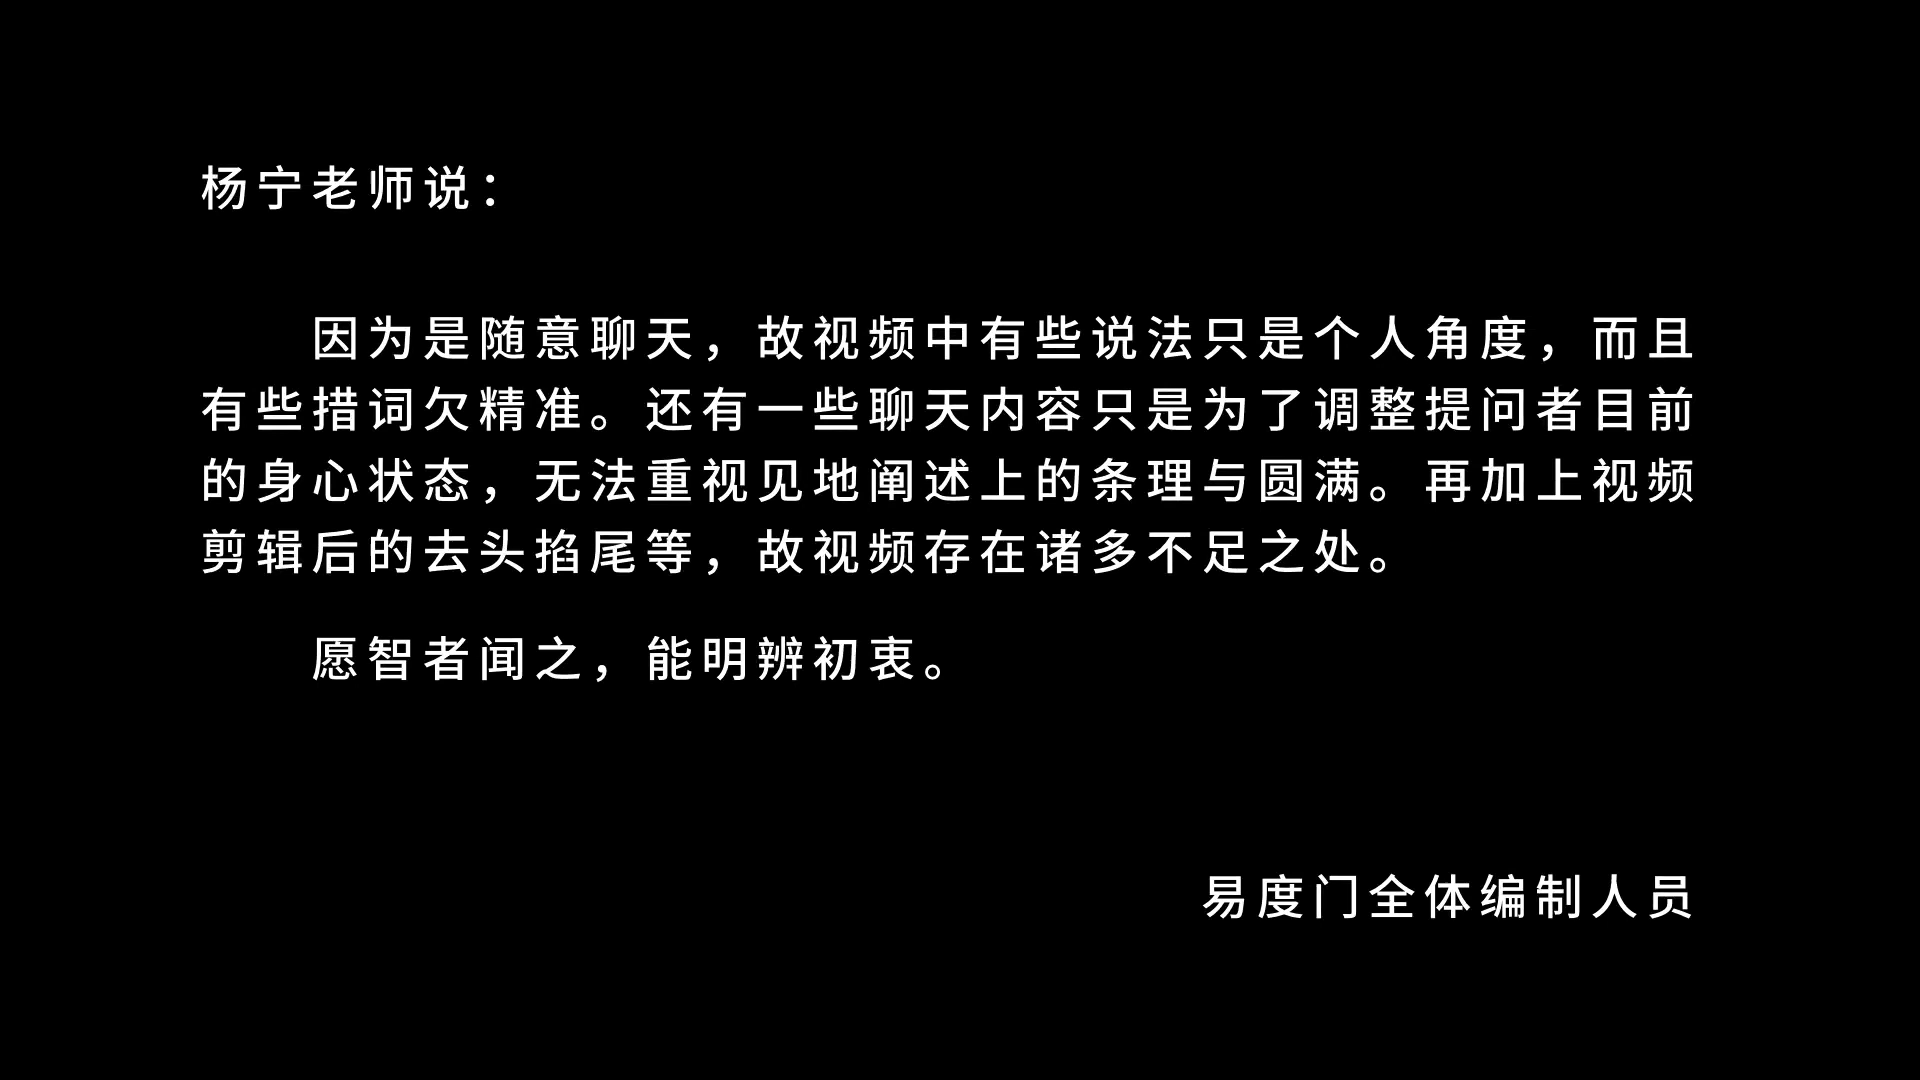 杨宁老师说：
因为是随意聊天，故视频中有些说法只是个人角度，而且
有些措词欠精准。还有一些聊天内容只是为了调整提问者目前
的身心状态，无法重视见地阐述上的条理与圆满。再加上视频
剪辑后的去头掐尾等，故视频存在诸多不足之处。
愿智者闻之，能明辨初衷。
易度门全体编制人员